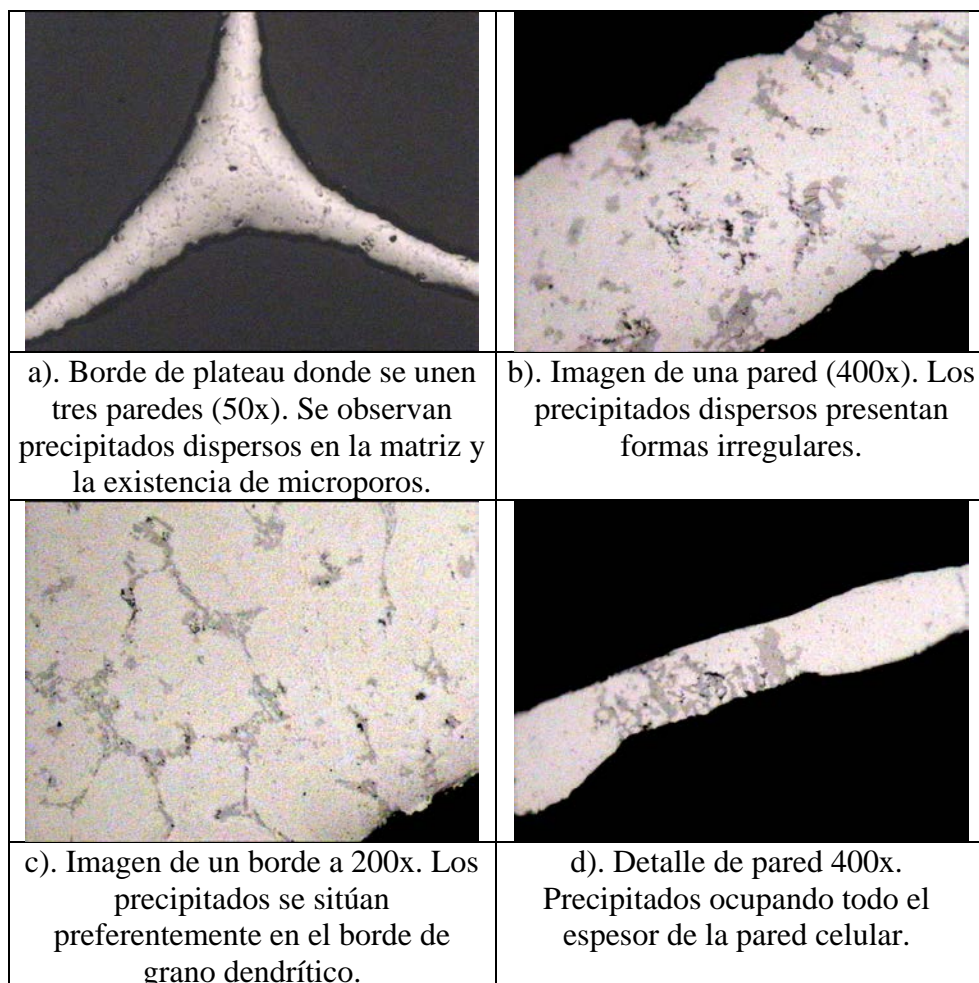 a). Borde de plateau donde se unen
tres paredes (50x). Se observan
precipitados dispersos en la matriz y
la existencia de microporos.
b). Imagen de una pared (400x). Los
precipitados dispersos presentan
formas irregulares.
c). Imagen de un borde a 200x. Los
precipitados se sitúan
preferentemente en el borde de
grano dendrítico.
d). Detalle de pared 400x.
Precipitados ocupando todo el
espesor de la pared celular.